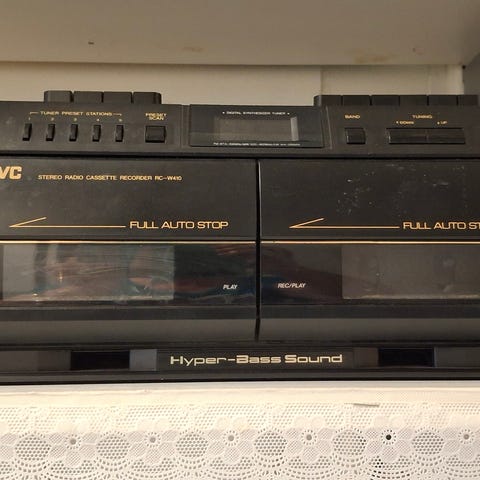 TUNER PRESET STATIONS
PRESET SCAN
DIGITAL SYNTHESIZER TUNER
BAND
TUNING
DOWN
UP
VC
STEREO RADIO CASSETTE RECORDER RC-W410
FULL AUTO STOP
FULL AUTO ST
PLAY
REC/PLAY
Hyper-Bass Sound